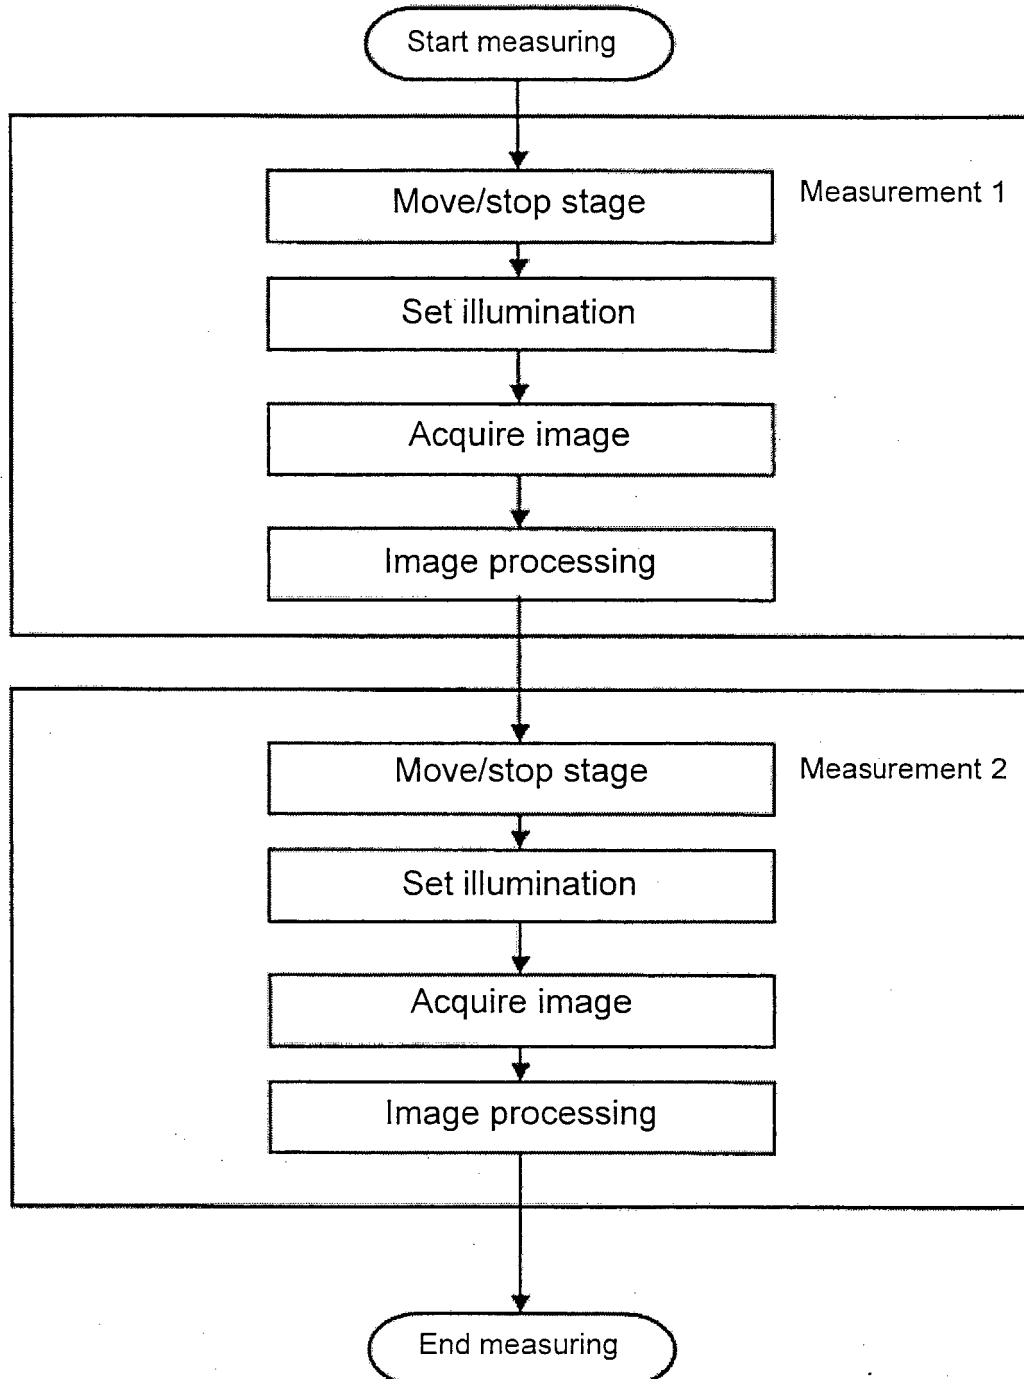 Start measuring
Move/stop stage
Measurement 1
Set illumination
Acquire image
Image processing
Move/stop stage
Measurement 2
Set illumination
Acquire image
Image processing
End measuring